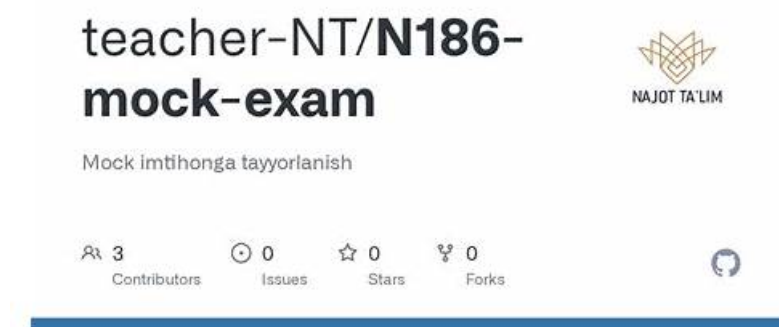 teacher-NT/N186-
mock-exam
NAJOT TA'LIM
Mock imtihonga tayyorlanish
3 0 0 0
Contributors Issues Stars Forks